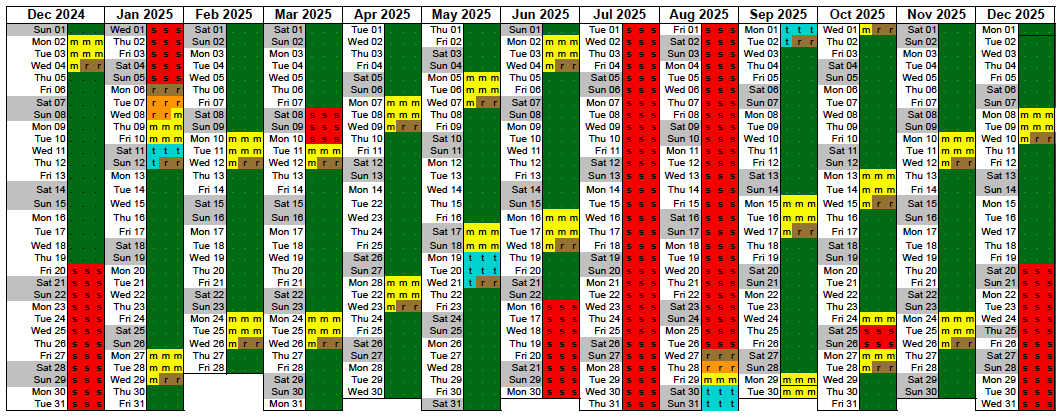 Dec 2024 Jan 2025 Feb 2025 Mar 2025 Apr 2025 May 2025 Jun 2025 Jul 2025 Aug 2025 Sep 2025 Oct 2025 Nov 2025 Dec 2025
Sun 01 Wed 01 s s s Sat 01 Sat 01 Tue 01 Thu 01 Sun 01 Tue 01 s s s Fri 01 s s s Mon 01 t t t Wed 01 m r r Sat 01 Mon 01
Mon 02 m m m Thu 02 s s s Sun 02 Sun 02 Wed 02 Fri 02 Mon 02 m m m Wed 02 s s s Sat 02 s s s Tue 02 t r r Thu 02 Sun 02 Tue 02
Tue 03 m m m Fri 03 s s s Mon 03 Mon 03 Thu 03 Sat 03 Tue 03 m m m Thu 03 s s s Sun 03 s s s Wed 03 Fri 03 Mon 03 Wed 03
Wed 04 m r r Sat 04 s s s Tue 04 Tue 04 Fri 04 Sun 04 Wed 04 m r r Fri 04 s s s Mon 04 s s s Thu 04 Sat 04 Tue 04 Thu 04
Thu 05 Sun 05 s s s Wed 05 Wed 05 Sat 05 Mon 05 m m m Thu 05 Sat 05 s s s Tue 05 s s s Fri 05 Sun 05 Wed 05 Fri 05
Fri 06 Mon 06 r r r Thu 06 Thu 06 Sun 06 Tue 06 m m m Fri 06 Sun 06 s s s Wed 06 s s s Sat 06 Mon 06 Thu 06 Sat 06
Sat 07 Tue 07 r r r Fri 07 Fri 07 Mon 07 m m m Wed 07 m r r Sat 07 Mon 07 s s s Thu 07 s s s Sun 07 Tue 07 Fri 07 Sun 07
Sun 08 Wed 08 r r m Sat 08 Sat 08 s s s Tue 08 m m m Thu 08 Sun 08 Tue 08 s s s Fri 08 s s s Mon 08 Wed 08 Sat 08 Mon 08 m m m
Mon 09 Thu 09 m m m Sun 09 Sun 09 s s s Wed 09 m r r Fri 09 Mon 09 Wed 09 s s s Sat 09 s s s Tue 09 Thu 09 Sun 09 Tue 09 m m m
Tue 10 Fri 10 m m m Mon 10 m m m Mon 10 s s s Thu 10 Sat 10 Tue 10 Thu 10 s s s Sun 10 s s s Wed 10 Fri 10 Mon 10 m m m Wed 10 m r r
Wed 11 Sat 11 t t t Tue 11 m m m Tue 11 m m m Fri 11 Sun 11 Wed 11 Fri 11 s s s Mon 11 s s s Thu 11 Sat 11 Tue 11 m m m Thu 11
Thu 12 Sun 12 t r r Wed 12 m r r Wed 12 m r r Sat 12 Mon 12 Thu 12 Sat 12 s s s Tue 12 s s s Fri 12 Sun 12 Wed 12 m r r Fri 12
Fri 13 Mon 13 Thu 13 Thu 13 Sun 13 Tue 13 Fri 13 Sun 13 s s s Wed 13 s s s Sat 13 Mon 13 m m m Thu 13 Sat 13
Sat 14 Tue 14 Fri 14 Fri 14 Mon 14 Wed 14 Sat 14 Mon 14 s s s Thu 14 s s s Sun 14 Tue 14 m m m Fri 14 Sun 14
Sun 15 Wed 15 Sat 15 Sat 15 Tue 22 Thu 15 Sun 15 Tue 15 s s s Fri 15 s s s Mon 15 m m m Wed 15 m r r Sat 15 Mon 15
Mon 16 Thu 16 Sun 16 Sun 16 Wed 23 Fri 16 Mon 16 m m m Wed 16 s s s Sat 16 s s s Tue 16 m m m Thu 16 Sun 16 Tue 16
Tue 17 Fri 17 Mon 17 Mon 17 Thu 24 Sat 17 m m m Tue 17 m m m Thu 17 s s s Sun 17 s s s Wed 17 m r r Fri 17 Mon 17 Wed 17
Wed 18 Sat 18 Tue 18 Tue 18 Fri 25 Sun 18 m m m Wed 18 m r r Fri 18 s s s Mon 18 s s s Thu 18 Sat 18 Tue 18 Thu 18
Thu 19 Sun 19 Wed 19 Wed 19 Sat 26 Mon 19 t t t Thu 19 Sat 19 s s s Tue 19 s s s Fri 19 Sun 19 Wed 19 Fri 19
Fri 20 s s s Mon 20 Thu 20 Thu 20 Sun 27 Tue 20 t t t Fri 20 Sun 20 s s s Wed 20 s s s Sat 20 Mon 20 Thu 20 Sat 20 s s s
Sat 21 s s s Tue 21 Fri 21 Fri 21 Mon 28 m m m Wed 21 t r r Sat 21 Mon 21 s s s Thu 21 s s s Sun 21 Tue 21 Fri 21 Sun 21 s s s
Sun 22 s s s Wed 22 Sat 22 Sat 22 Tue 22 m m m Thu 22 Sun 22 Tue 22 s s s Fri 22 s s s Mon 22 Wed 22 Sat 22 Mon 22 s s s
Mon 23 s s s Thu 23 Sun 23 Sun 23 Wed 23 m r r Fri 23 Mon 16 s s s Wed 23 s s s Sat 23 s s s Tue 23 Thu 23 Sun 23 Tue 23 s s s
Tue 24 s s s Fri 24 Mon 24 m m m Mon 24 m m m Thu 24 Sat 24 Tue 17 s s s Thu 24 s s s Sun 24 s s s Wed 24 Fri 24 m m m Mon 24 m m m Wed 24 s s s
Wed 25 s s s Sat 25 Tue 25 m m m Tue 25 m m m Fri 25 Sun 25 Wed 18 s s s Fri 25 s s s Mon 25 s s s Thu 25 Sat 25 s s s Tue 25 m m m Thu 25 s s s
Thu 26 s s s Sun 26 Wed 26 m r r Wed 26 m r r Sat 26 Mon 26 Thu 19 s s s Sat 26 s s s Tue 26 s s s Fri 26 Sun 26 s s s Wed 26 m r r Fri 26 s s s
Fri 27 s s s Mon 27 m m m Thu 27 Thu 27 Sun 27 Tue 27 Fri 20 s s s Sun 27 s s s Wed 27 r r r Sat 27 Mon 27 m m m Thu 27 Sat 27 s s s
Sat 28 s s s Tue 28 m m m Fri 28 Fri 28 Mon 28 Wed 28 Sat 21 s s s Mon 28 s s s Thu 28 r r r Sun 28 Tue 28 m r r Fri 28 Sun 28 s s s
Sun 29 s s s Wed 29 m r r Sat 29 Tue 29 Thu 29 Sun 29 s s s Tue 29 s s s Fri 29 m m m Mon 29 m m m Wed 29 Sat 29 Mon 29 s s s
Mon 30 s s s Thu 30 Sun 30 Wed 30 Fri 30 Mon 30 s s s Wed 30 s s s Sat 30 t t t Tue 30 m m m Thu 30 Sun 30 Tue 30 s s s
Tue 31 s s s Fri 31 Mon 31 Sat 31 Thu 31 s s s Sun 31 t t t Fri 31 Wed 31 s s s